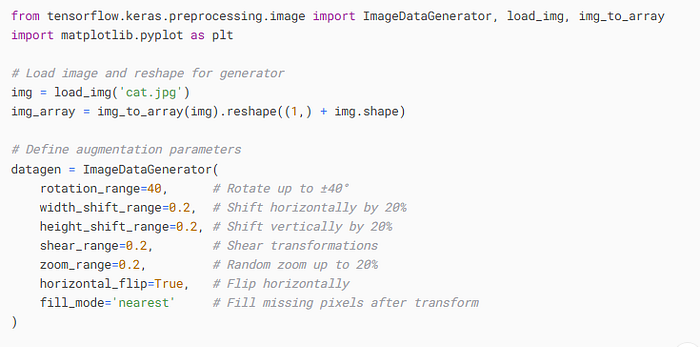 from tensorflow.keras.preprocessing.image import ImageDataGenerator, load_img, img_to_array
import matplotlib.pyplot as plt
# Load image and reshape for generator
img = load_img('cat.jpg')
img_array = img_to_array(img).reshape((1,) + img.shape)
# Define augmentation parameters
datagen = ImageDataGenerator(
    rotation_range=40,      # Rotate up to ±40°
    width_shift_range=0.2,  # Shift horizontally by 20%
    height_shift_range=0.2, # Shift vertically by 20%
    shear_range=0.2,        # Shear transformations
    zoom_range=0.2,         # Random zoom up to 20%
    horizontal_flip=True,   # Flip horizontally
    fill_mode='nearest'     # Fill missing pixels after transform
)